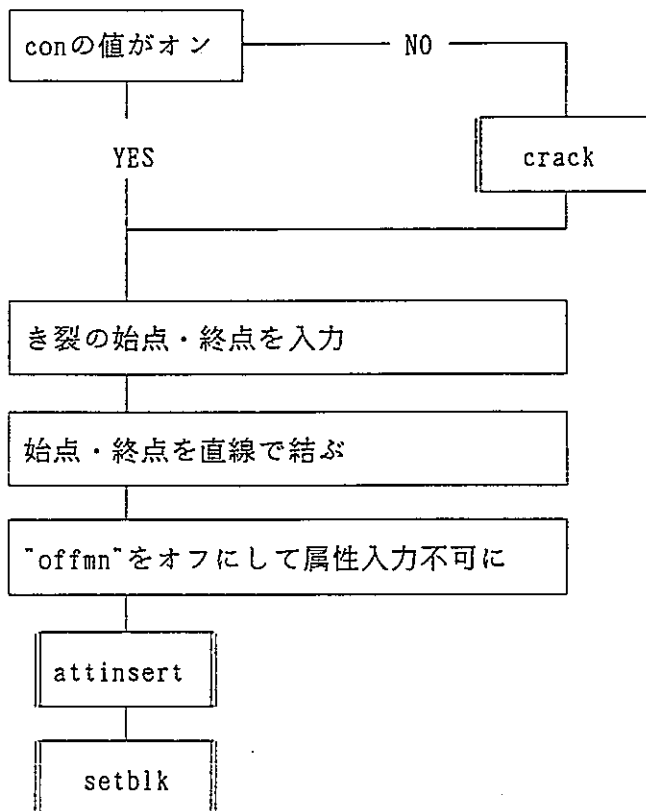 conの値がオン
NO
YES
crack
き裂の始点・終点を入力
始点・終点を直線で結ぶ
"offmn"をオフにして属性入力不可に
attinsert
setblk